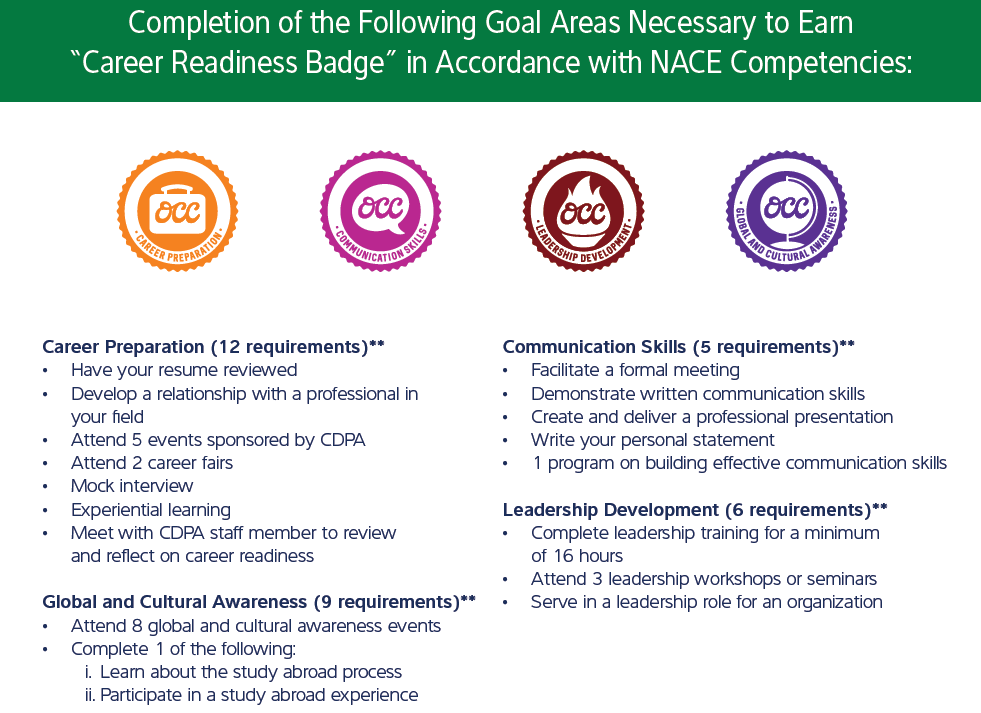 Completion of the Following Goal Areas Necessary to Earn
“Career Readiness Badge” in Accordance with NACE Competencies:
OCC
• CAREER PREPARATION •
OCC
• COMMUNICATION SKILLS •
OCC
• LEADERSHIP DEVELOPMENT •
OCC
• GLOBAL AND CULTURAL AWARENESS •
Career Preparation (12 requirements)**
• Have your resume reviewed
• Develop a relationship with a professional in
your field
• Attend 5 events sponsored by CDPA
• Attend 2 career fairs
• Mock interview
• Experiential learning
• Meet with CDPA staff member to review
and reflect on career readiness
Global and Cultural Awareness (9 requirements)**
• Attend 8 global and cultural awareness events
• Complete 1 of the following:
i. Learn about the study abroad process
ii. Participate in a study abroad experience
Communication Skills (5 requirements)**
• Facilitate a formal meeting
• Demonstrate written communication skills
• Create and deliver a professional presentation
• Write your personal statement
• 1 program on building effective communication skills
Leadership Development (6 requirements)**
• Complete leadership training for a minimum
of 16 hours
• Attend 3 leadership workshops or seminars
• Serve in a leadership role for an organization